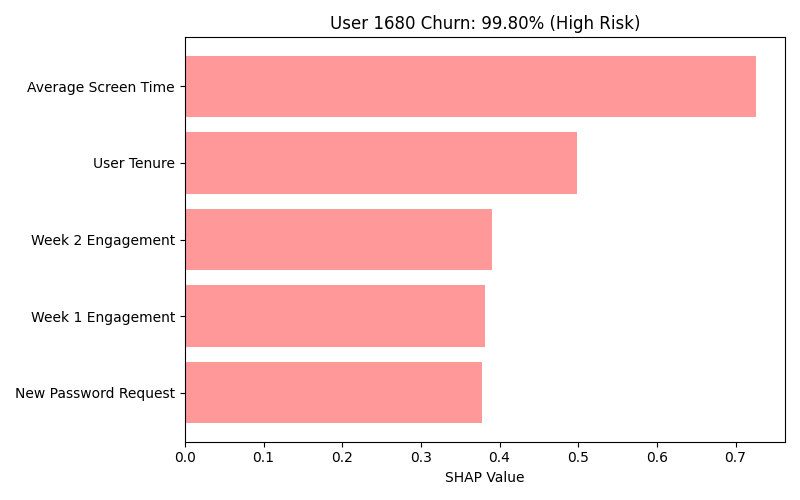 User 1680 Churn: 99.80% (High Risk)
Average Screen Time
User Tenure
Week 2 Engagement
Week 1 Engagement
New Password Request
0.0 0.1 0.2 0.3 0.4 0.5 0.6 0.7
SHAP Value